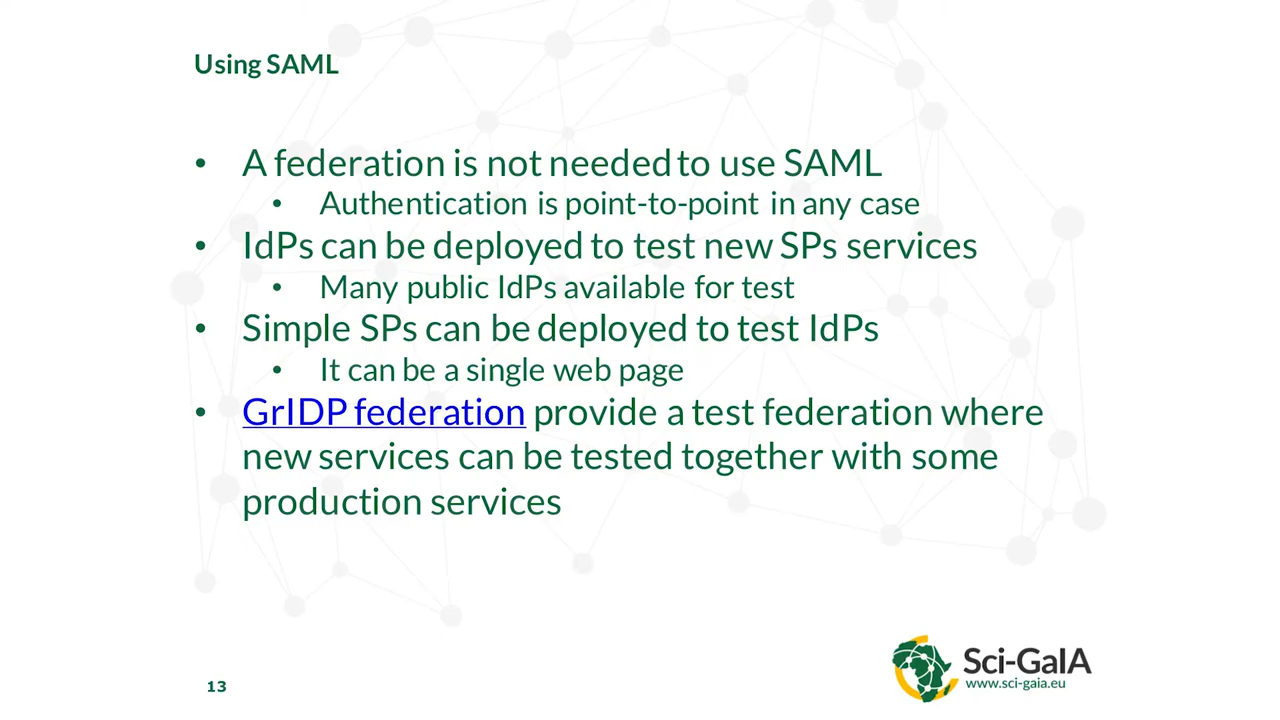 Using SAML
• A federation is not needed to use SAML
• Authentication is point-to-point in any case
• IdPs can be deployed to test new SPs services
• Many public IdPs available for test
• Simple SPs can be deployed to test IdPs
• It can be a single web page
• GrIDP federation provide a test federation where
new services can be tested together with some
production services
Sci-GaIA
www.sci-gaia.eu
13